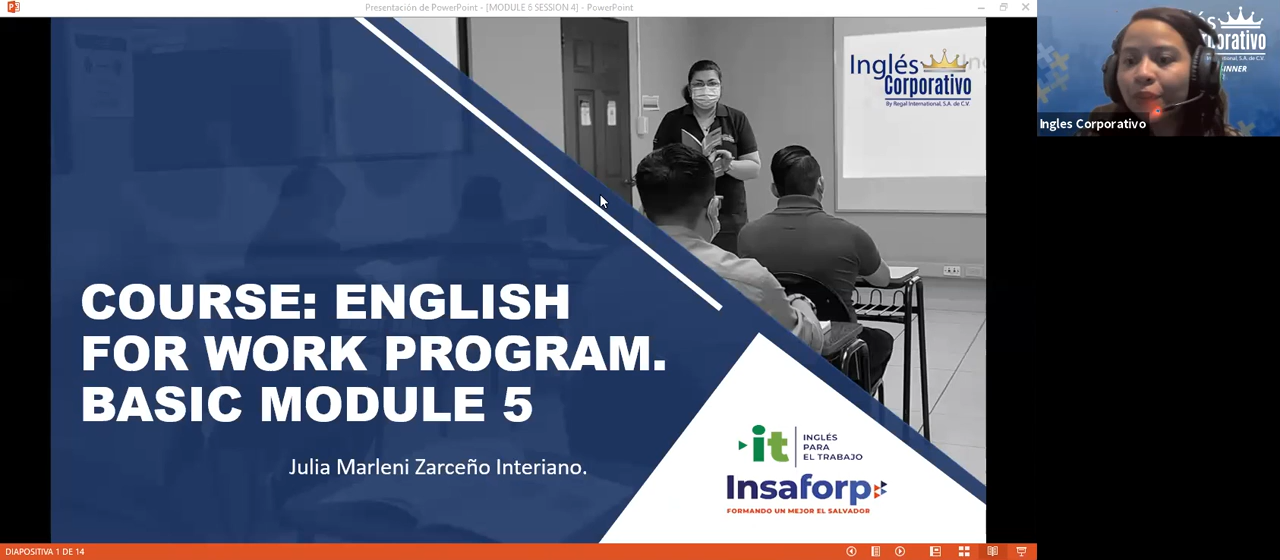 Presentación de PowerPoint - [MODULE 6 SESSION 4] - PowerPoint
Inglés
Corporativo
By Regal International, S.A. de C.V.
COURSE: ENGLISH
FOR WORK PROGRAM.
BASIC MODULE 5
Julia Marleni Zarceño Interiano.
it
INGLÉS
PARA
EL TRABAJO
Insaforp
FORMANDO UN MEJOR EL SALVADOR
DIAPOSITIVA 1 DE 14
Ingles Corporativo